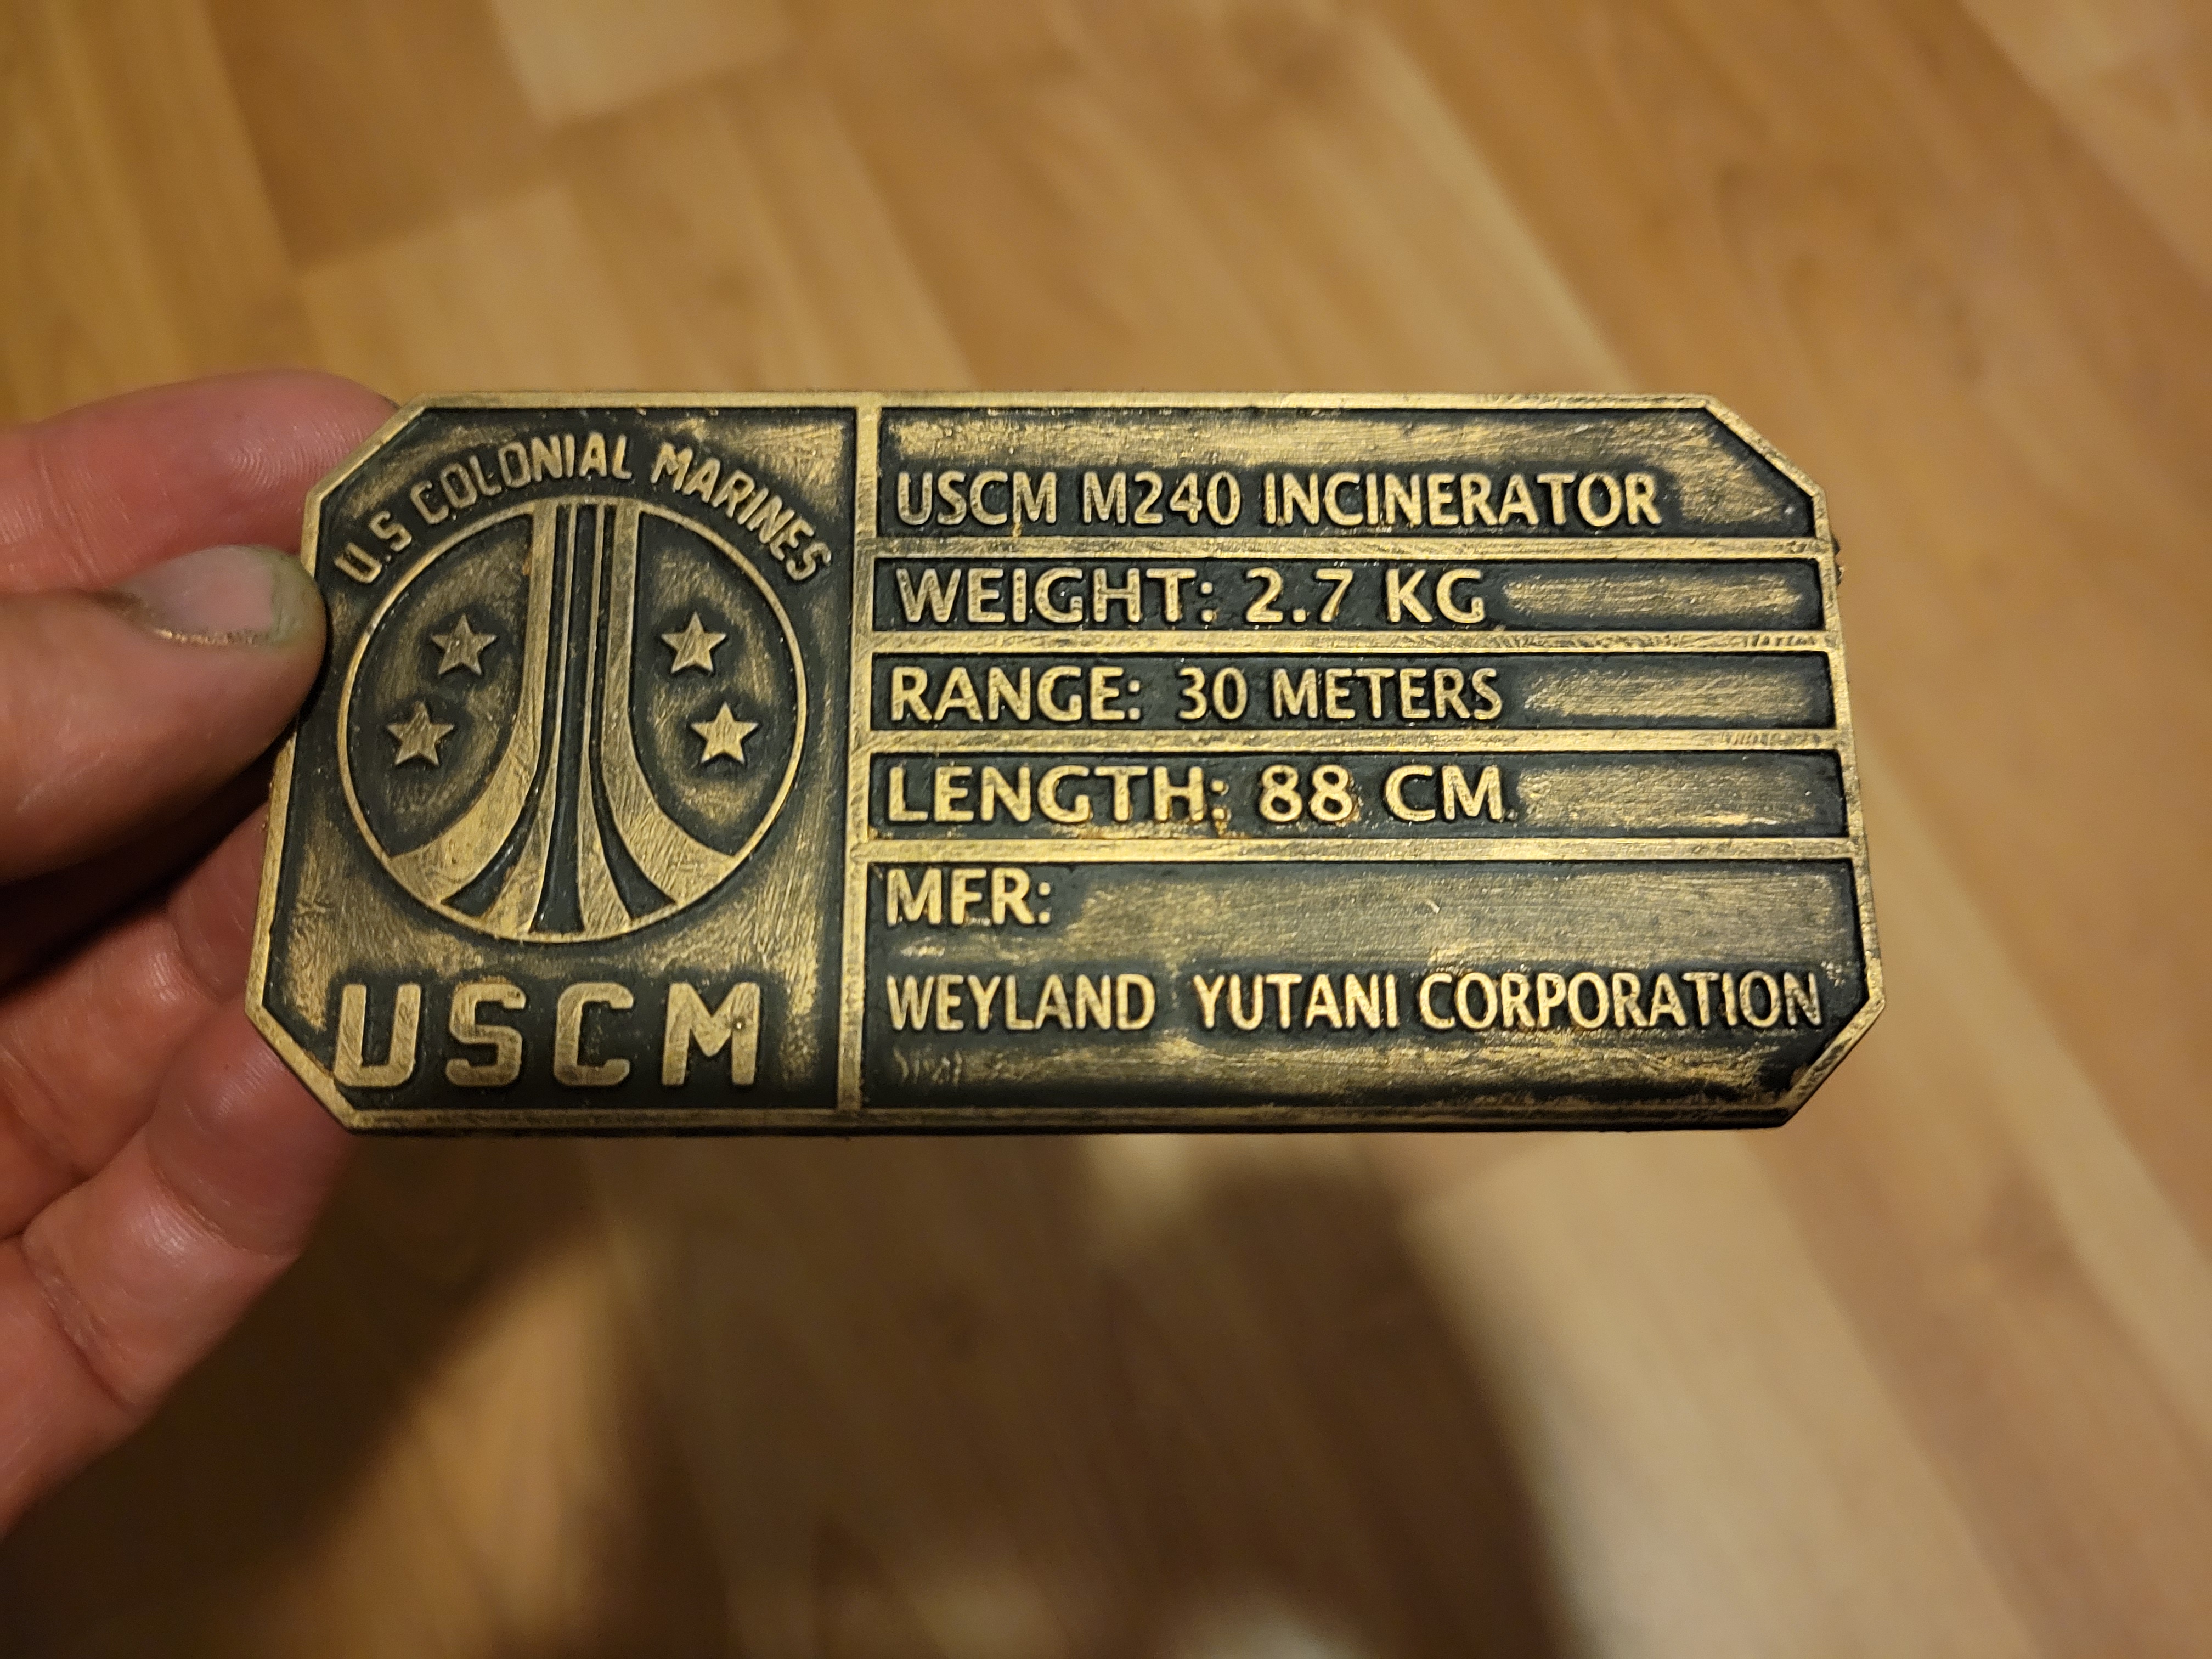 U.S COLONIAL MARINES
USCM
USCM M240 INCINERATOR
WEIGHT: 2.7 KG
RANGE: 30 METERS
LENGTH: 88 CM
MFR:
WEYLAND YUTANI CORPORATION